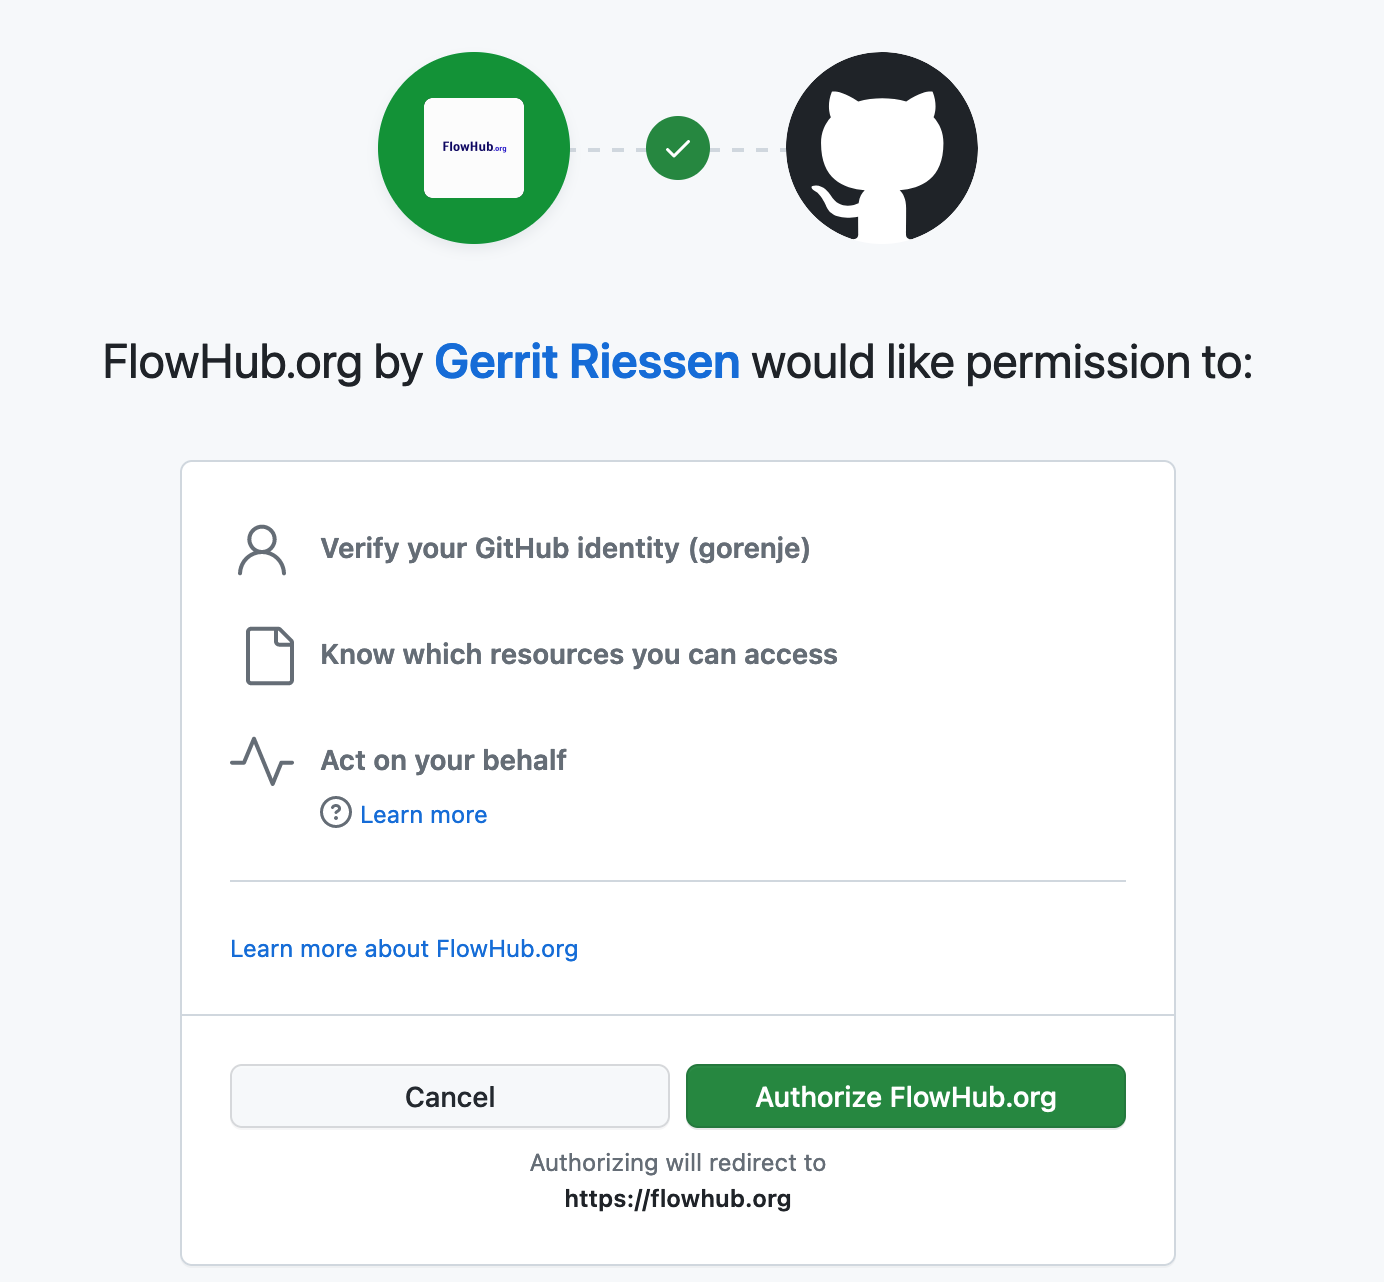 FlowHub.org
FlowHub.org by Gerrit Riessen would like permission to:
Verify your GitHub identity (gorenje)
Know which resources you can access
Act on your behalf
? Learn more
Learn more about FlowHub.org
Cancel
Authorize FlowHub.org
Authorizing will redirect to
https://flowhub.org